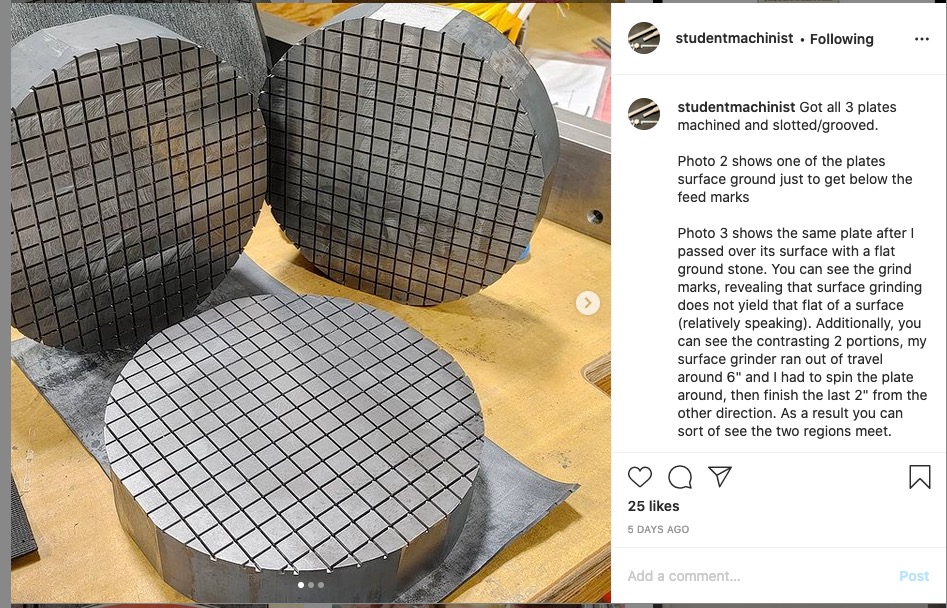 studentmachinist • Following
studentmachinist Got all 3 plates
machined and slotted/grooved.
Photo 2 shows one of the plates
surface ground just to get below the
feed marks
Photo 3 shows the same plate after I
passed over its surface with a flat
ground stone. You can see the grind
marks, revealing that surface grinding
does not yield that flat of a surface
(relatively speaking). Additionally, you
can see the contrasting 2 portions, my
surface grinder ran out of travel
around 6" and I had to spin the plate
around, then finish the last 2" from the
other direction. As a result you can
sort of see the two regions meet.
25 likes
5 DAYS AGO
Add a comment...
Post